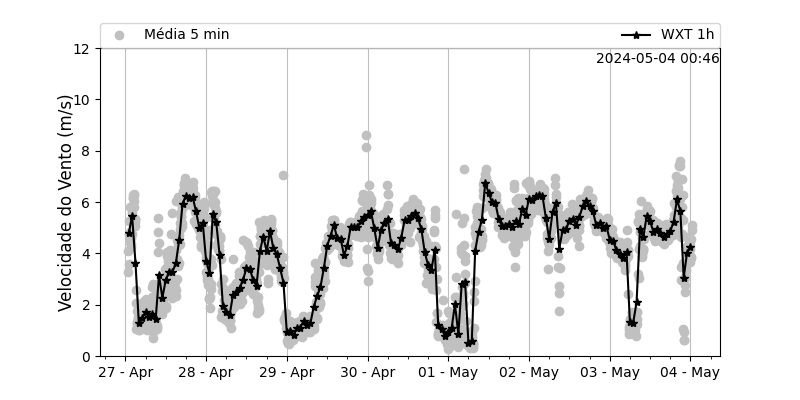 Média 5 min
WXT 1h
2024-05-04 00:46
Velocidade do Vento (m/s)
12
10
8
6
4
2
0
27 - Apr 28 - Apr 29 - Apr 30 - Apr 01 - May 02 - May 03 - May 04 - May